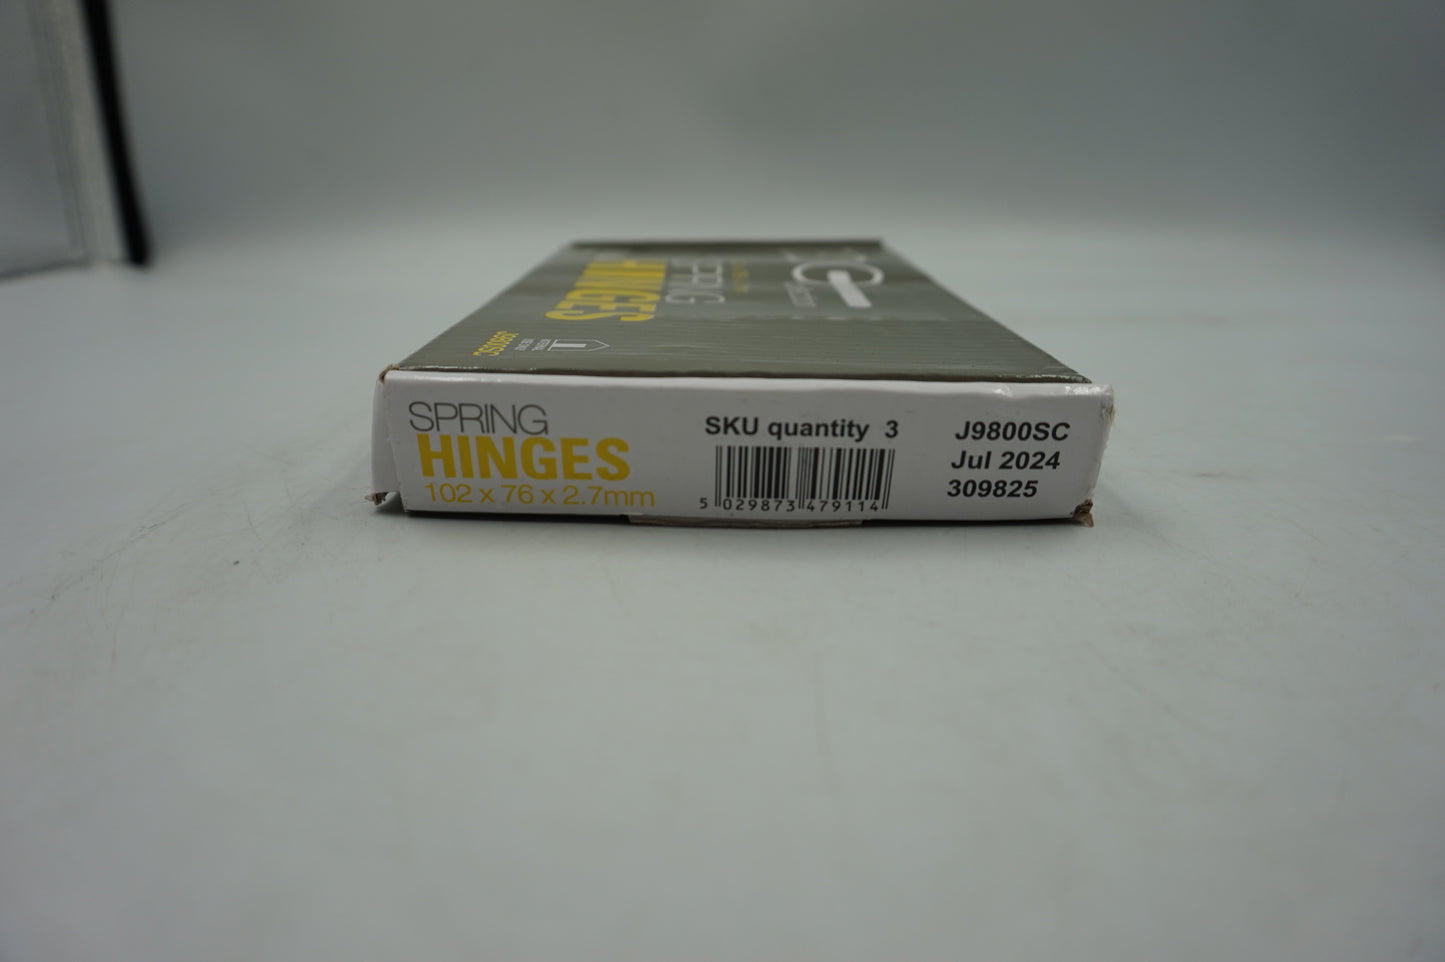 SPRING
HINGES
102 x 76 x 2.7mm
SKU quantity 3
5 029873 479114
J9800SC
Jul 2024
309825
SPRING
HINGES